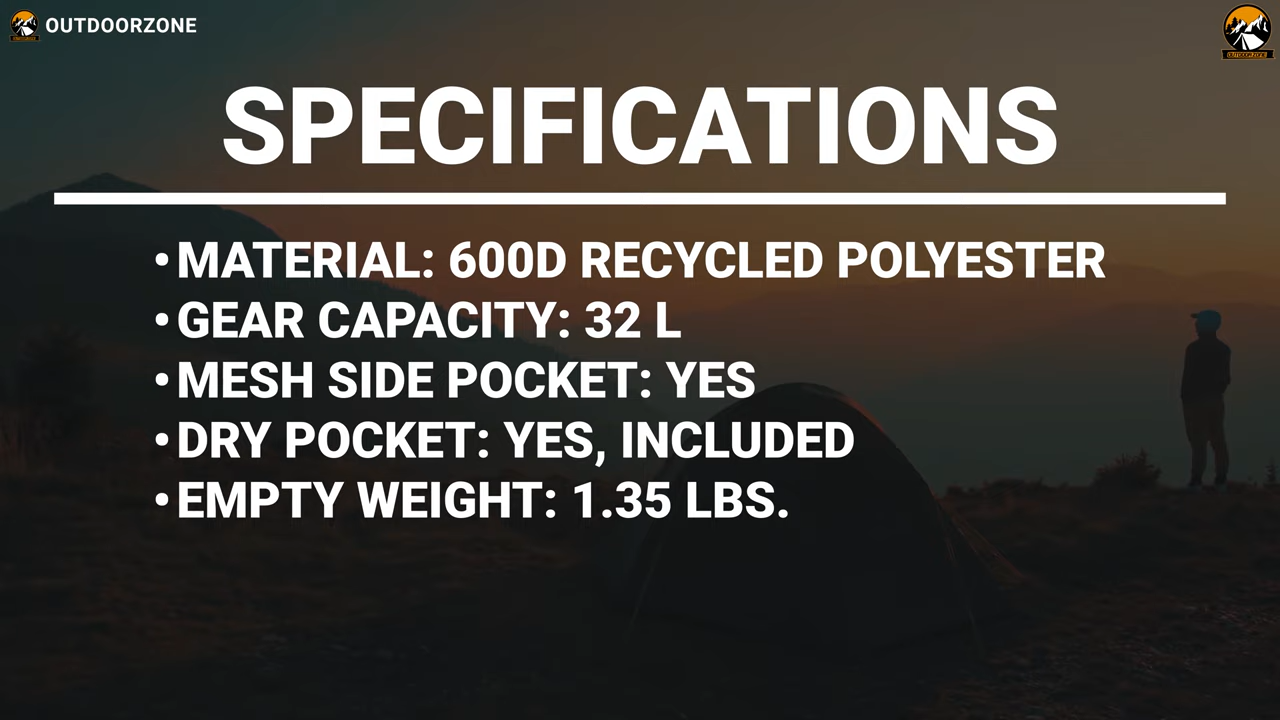 OUTDOORZONE
OUTDOORZONE
SPECIFICATIONS
• MATERIAL: 600D RECYCLED POLYESTER
• GEAR CAPACITY: 32 L
• MESH SIDE POCKET: YES
• DRY POCKET: YES, INCLUDED
• EMPTY WEIGHT: 1.35 LBS.